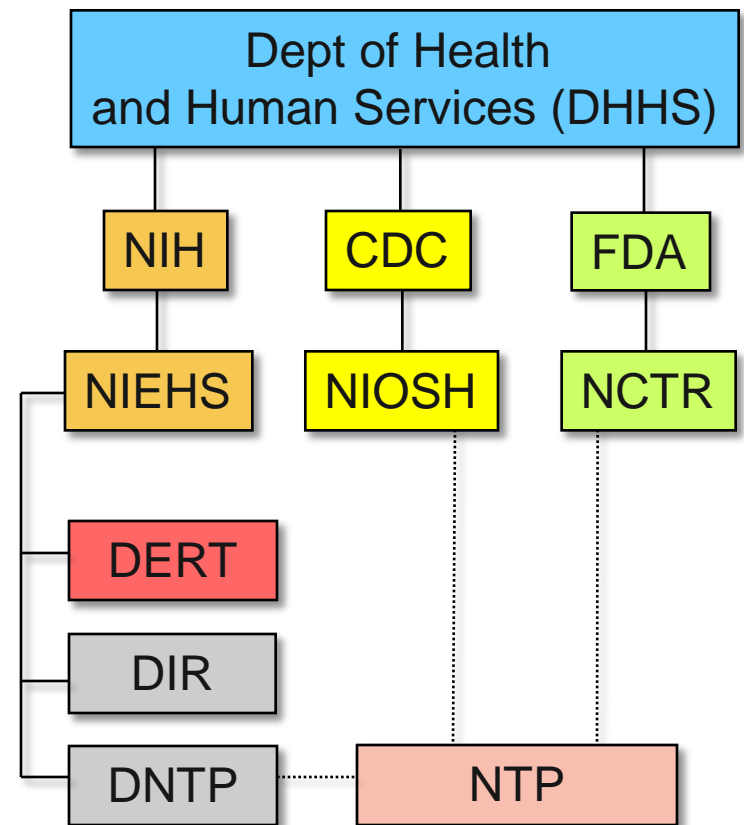 Dept of Health
and Human Services (DHHS)
NIH
CDC
FDA
NIEHS
NIOSH
NCTR
DERT
DIR
DNTP
NTP